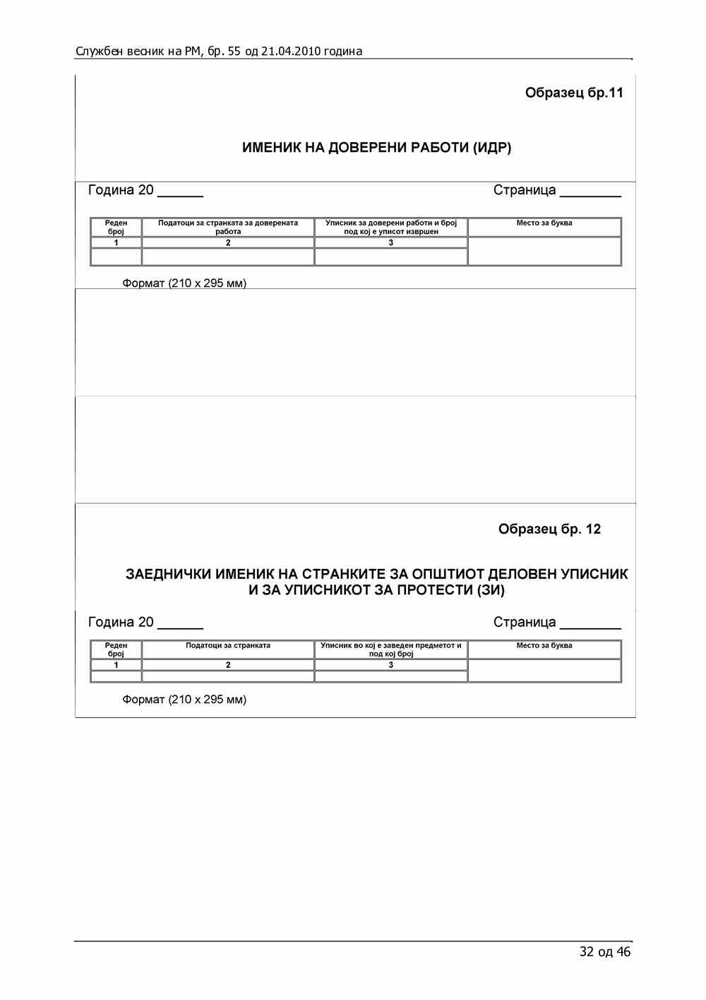 Службен весник на РМ, бр. 55 од 21.04.2010 година
Образец бр.11
ИМЕНИК НА ДОВЕРЕНИ РАБОТИ (ИДР)
Година 20 ______ Страница ________
Реден број Податоци за странката за доверената работа Уписник за доверени работи и број под кој е уписот извршен Место за буква
1 2 3
Формат (210 x 295 мм)
Образец бр. 12
ЗАЕДНИЧКИ ИМЕНИК НА СТРАНКИТЕ ЗА ОПШТИОТ ДЕЛОВЕН УПИСНИК
И ЗА УПИСНИКОТ ЗА ПРОТЕСТИ (ЗИ)
Година 20 ______ Страница ________
Реден број Податоци за странката Уписник во кој е заведен предметот и под кој број Место за буква
1 2 3
Формат (210 x 295 мм)
32 од 46